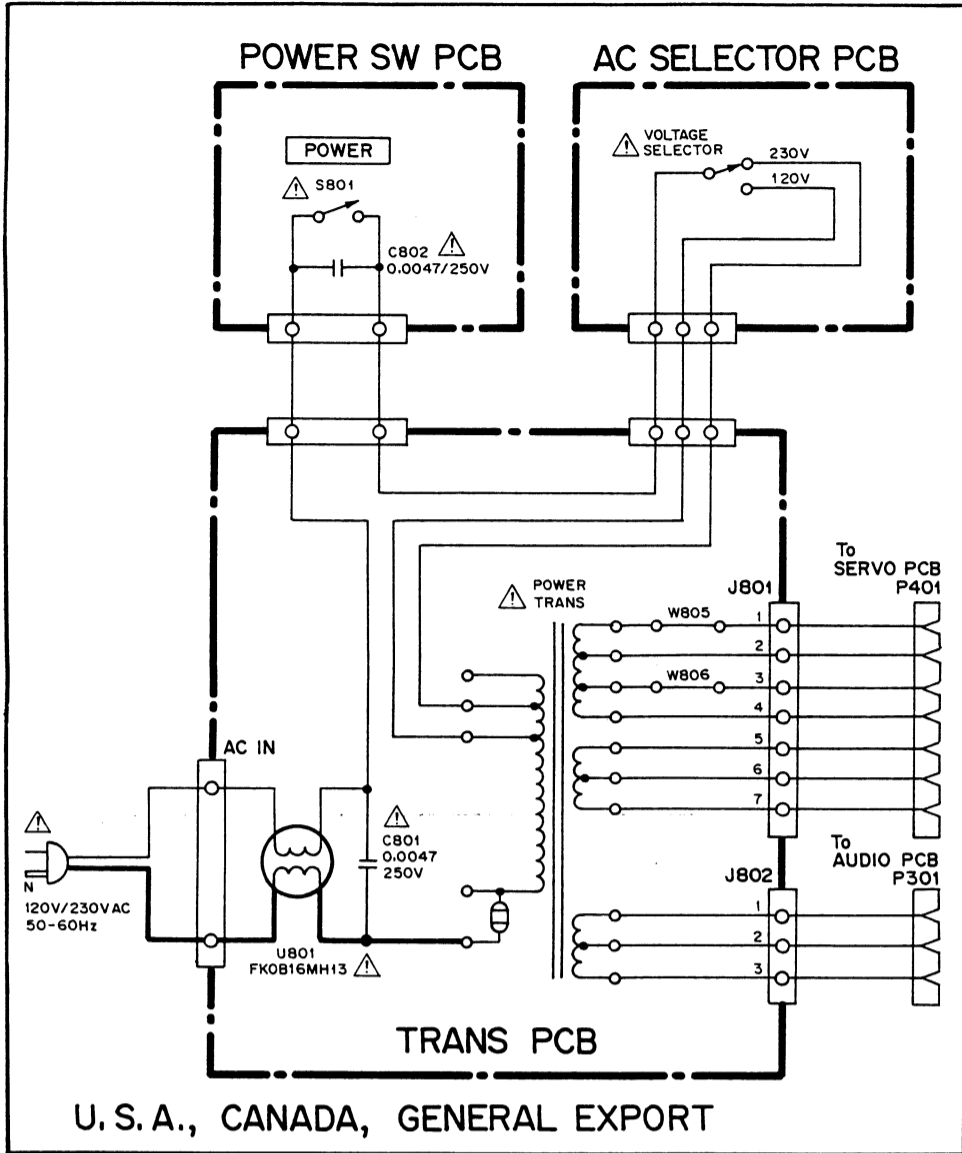 POWER SW PCB
AC SELECTOR PCB
POWER
S801
C802
0.0047/250V
VOLTAGE
SELECTOR
230V
120V
POWER
TRANS
To
SERVO PCB
P401
J801
W805
W806
1
2
3
4
5
6
7
AC IN
N
120V/230VAC
50-60Hz
C801
0.0047
250V
U801
FKOB16MH13
To
AUDIO PCB
P301
J802
1
2
3
TRANS PCB
U.S.A., CANADA, GENERAL EXPORT